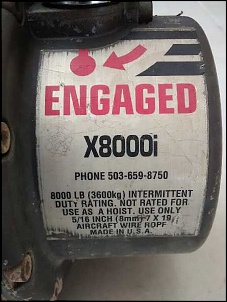 ENGAGED
X8000i
PHONE 503-659-8750
8000 LB (3600kg) INTERMITTENT
DUTY RATING. NOT RATED FOR
USE AS A HOIST. USE ONLY
5/16 INCH (8mm) 7 X 19
AIRCRAFT WIRE ROPE
MADE IN U.S.A.